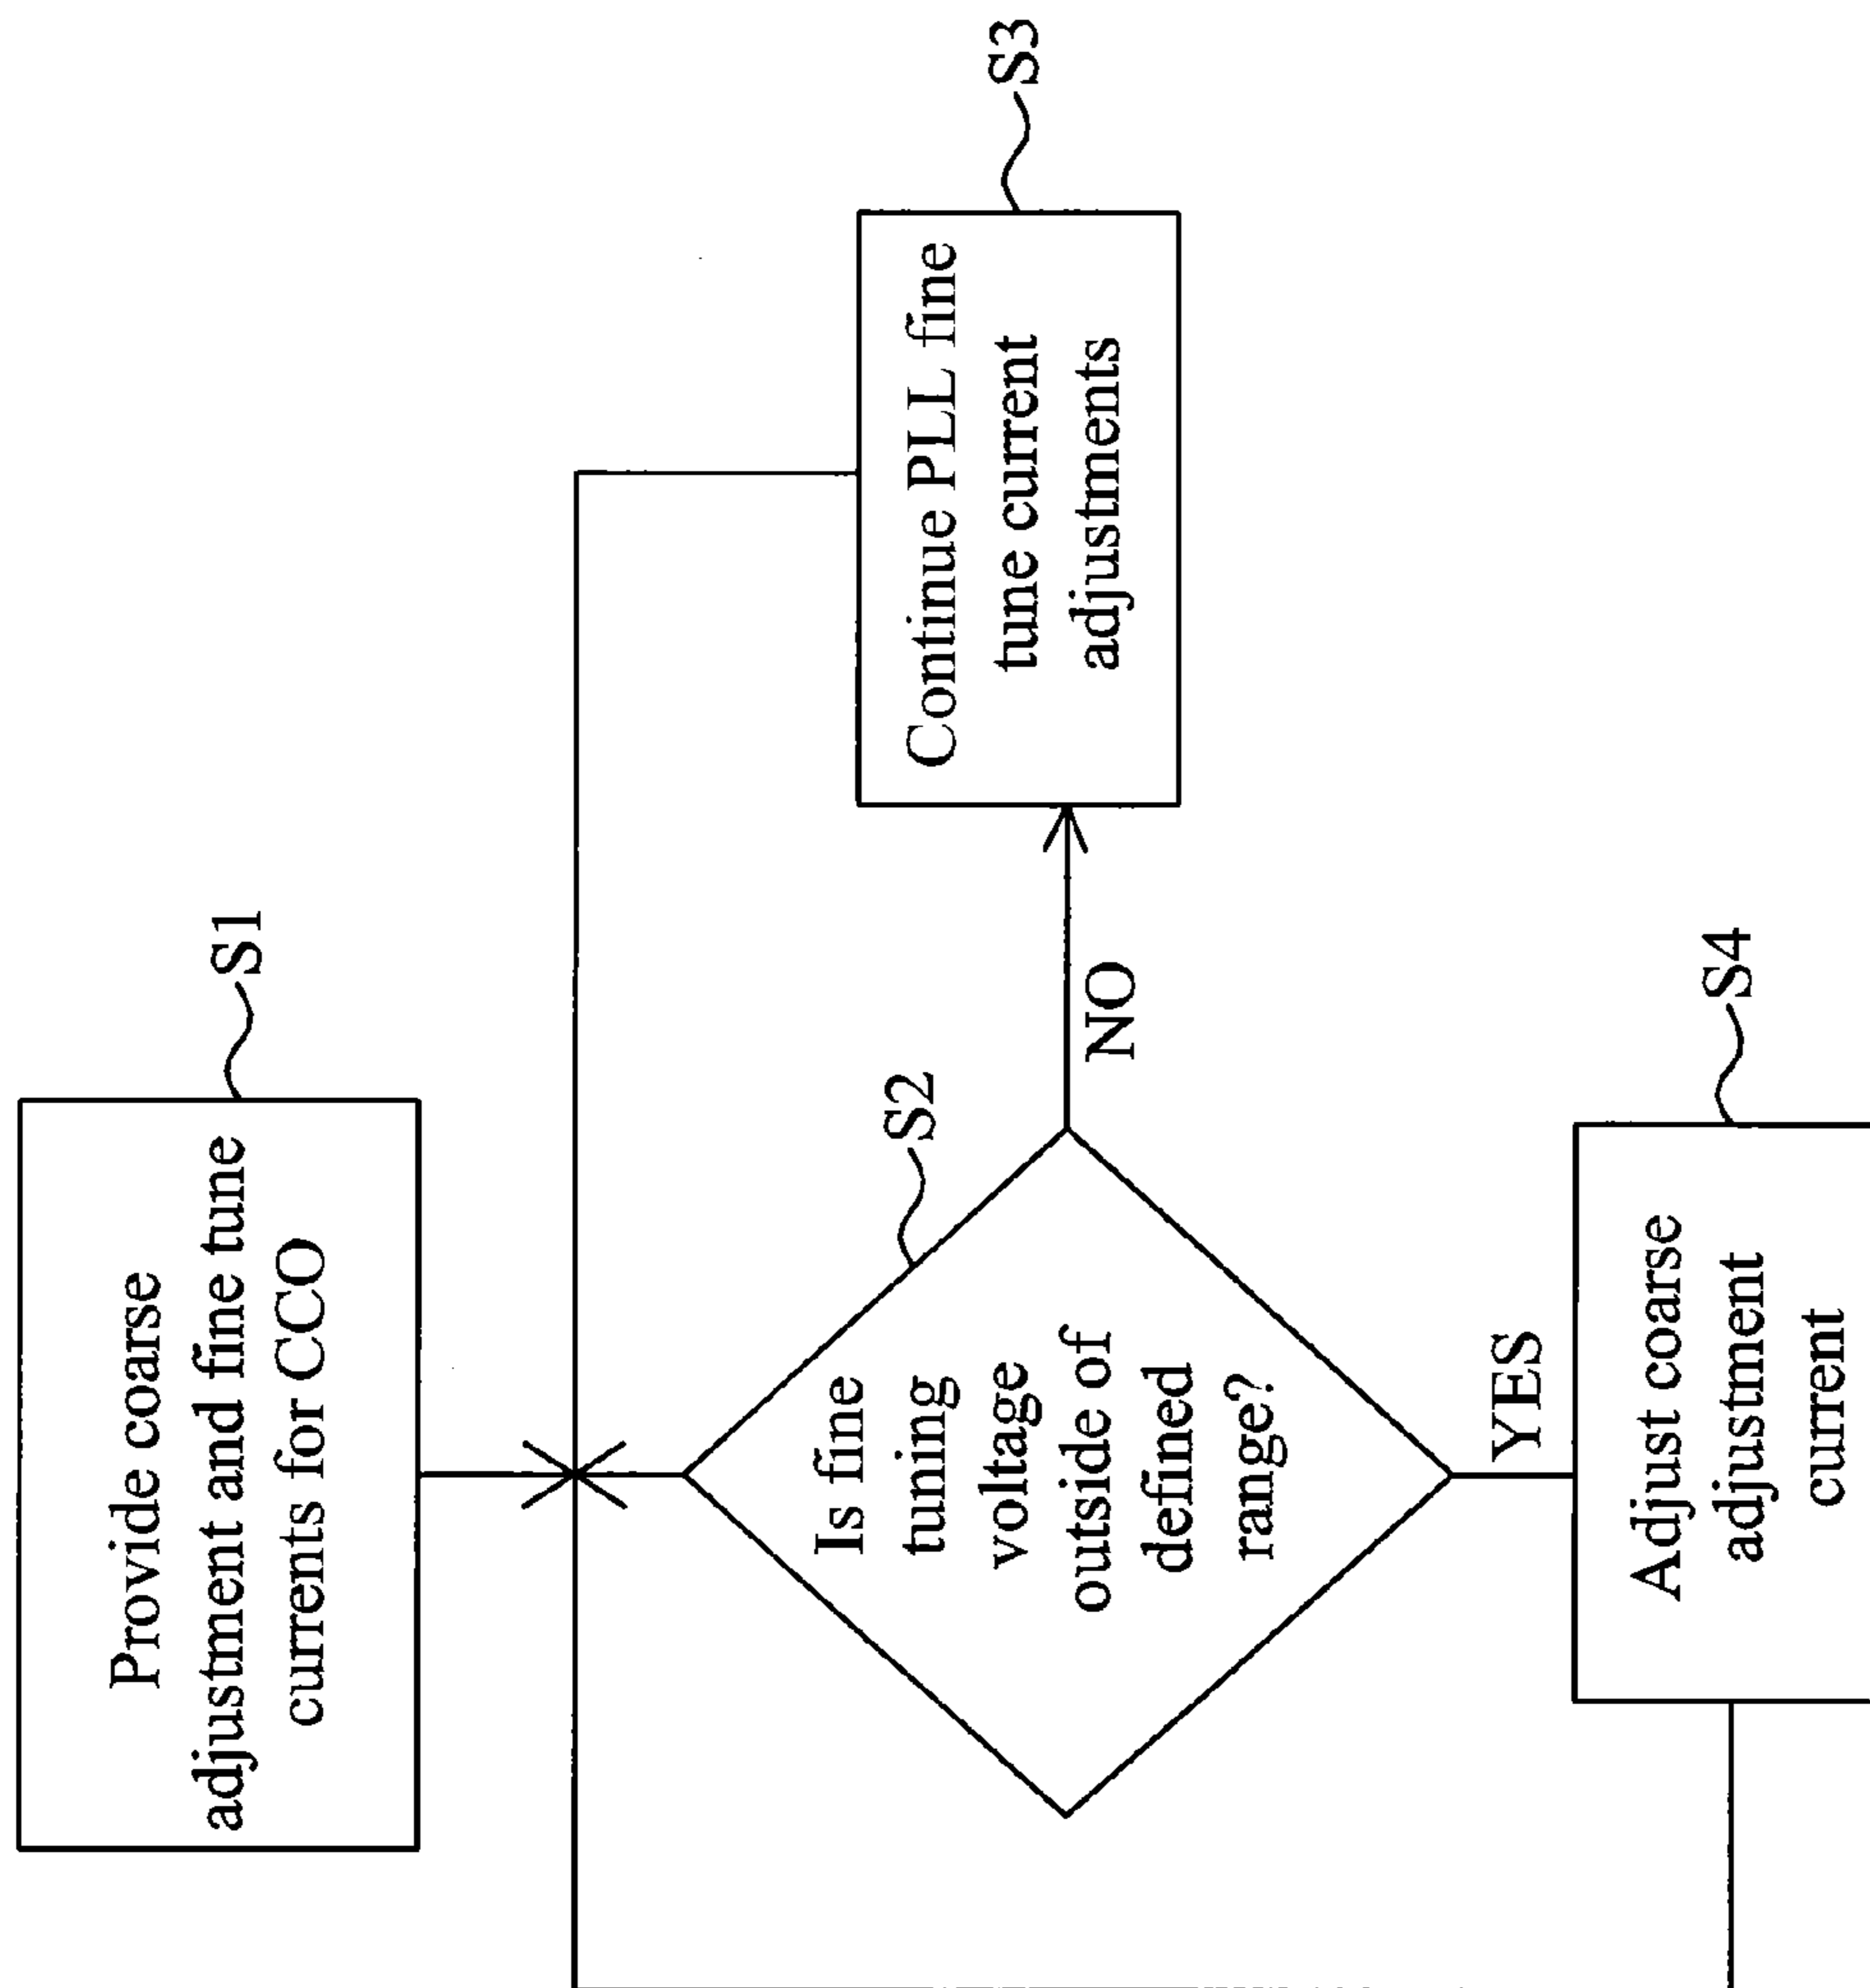 Provide coarse
adjustment and fine tune
currents for CCO
S1
Is fine
tuning
voltage
outside of
defined
range?
S2
NO
Continue PLL fine
tune current
adjustments
S3
YES
Adjust coarse
adjustment
current
S4